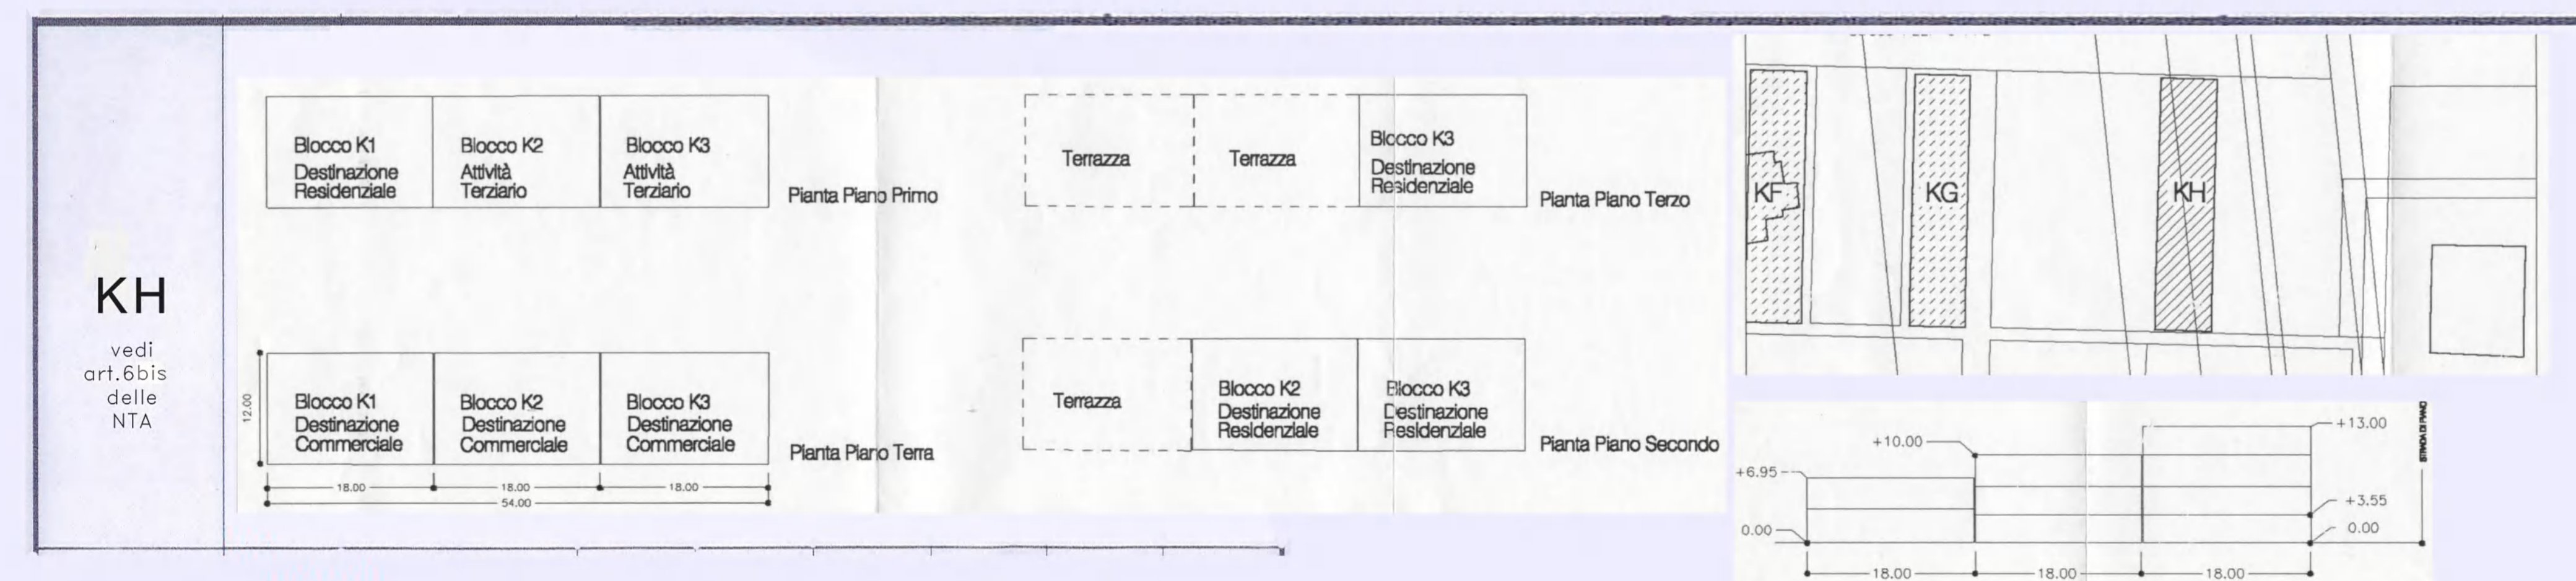 KH
vedi
art.6bis
delle
NTA
Blocco K1
Destinazione
Residenziale
Blocco K2
Attività
Terziario
Blocco K3
Attività
Terziario
Pianta Piano Primo
Terrazza
Terrazza
Blocco K3
Destinazione
Residenziale
Pianta Piano Terzo
12.00
Blocco K1
Destinazione
Commerciale
Blocco K2
Destinazione
Commerciale
Blocco K3
Destinazione
Commerciale
Pianta Piano Terra
18.00
18.00
18.00
54.00
Terrazza
Blocco K2
Destinazione
Residenziale
Blocco K3
Destinazione
Residenziale
Pianta Piano Secondo
KF
KG
KH
+6.95
+10.00
+13.00
+3.55
0.00
0.00
18.00
18.00
18.00